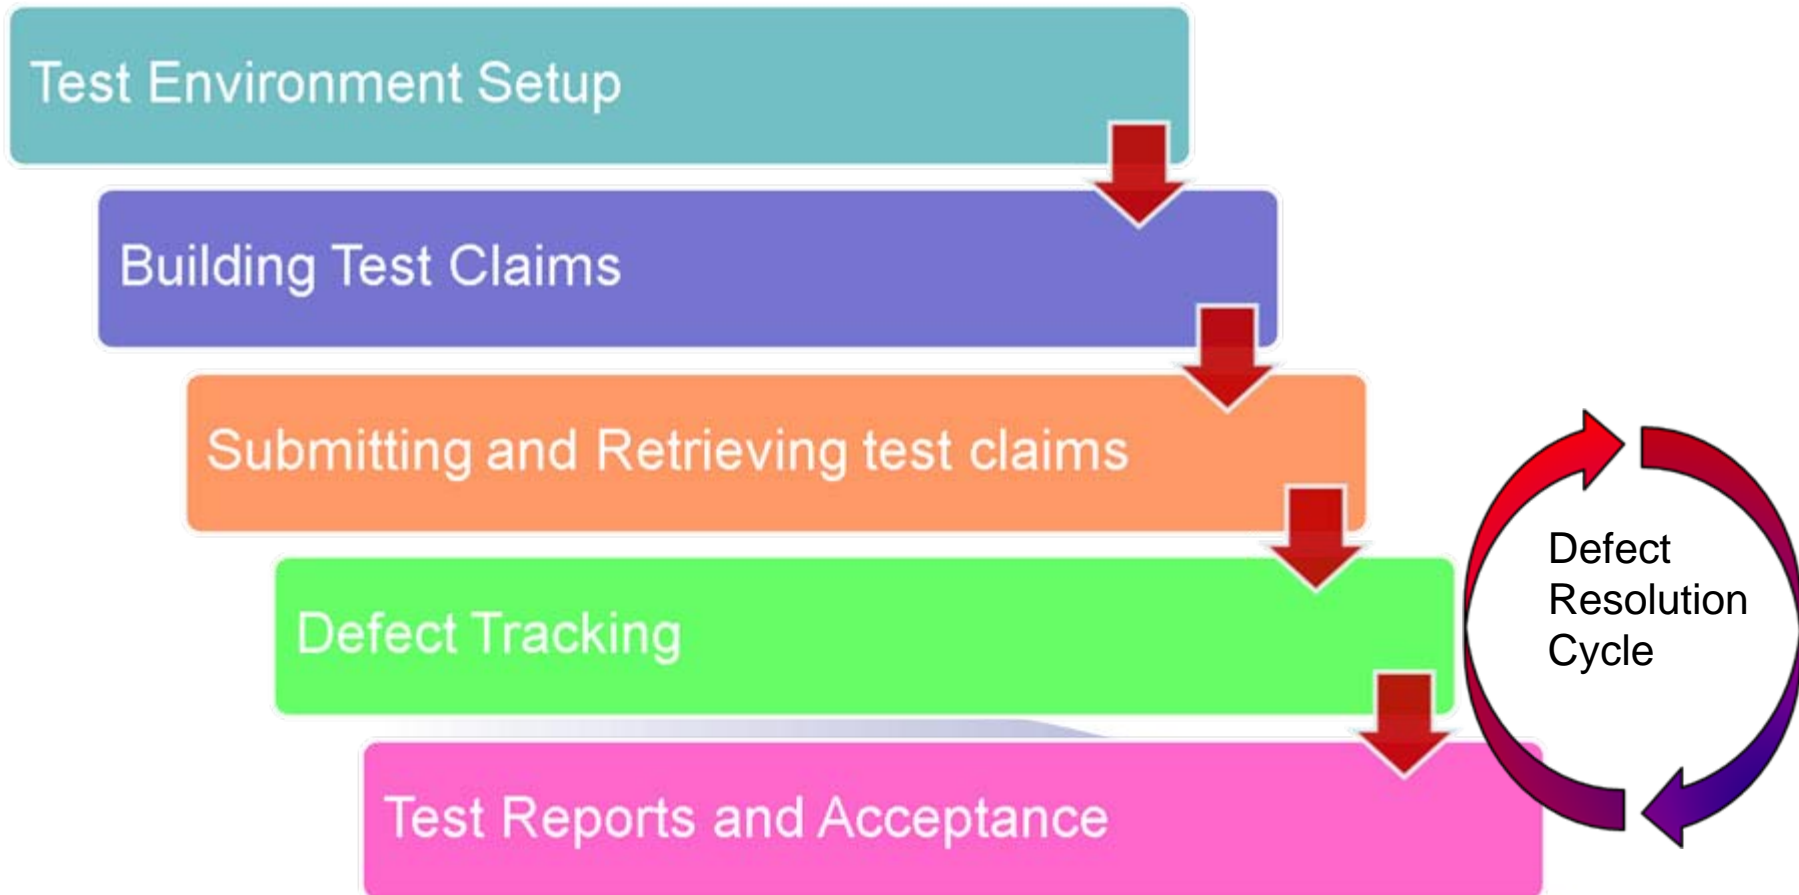 Test Environment Setup
Building Test Claims
Submitting and Retrieving test claims
Defect Tracking
Test Reports and Acceptance
Defect
Resolution
Cycle